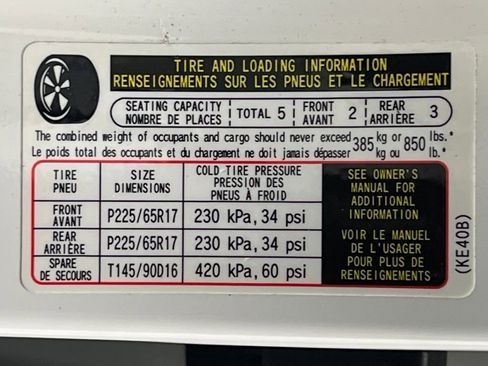 TIRE AND LOADING INFORMATION
RENSEIGNEMENTS SUR LES PNEUS ET LE CHARGEMENT
SEATING CAPACITY
NOMBRE DE PLACES
TOTAL 5
FRONT
AVANT
2
REAR
ARRIÈRE
3
The combined weight of occupants and cargo should never exceed 385 kg or 850 lbs.*
Le poids total des occupants et du chargement ne doit jamais dépasser kg ou lb.*
TIRE
PNEU
SIZE
DIMENSIONS
COLD TIRE PRESSURE
PRESSION DES
PNEUS À FROID
FRONT
AVANT
P225/65R17
230 kPa, 34 psi
REAR
ARRIÈRE
P225/65R17
230 kPa, 34 psi
SPARE
DE SECOURS
T145/90D16
420 kPa, 60 psi
SEE OWNER'S
MANUAL FOR
ADDITIONAL
INFORMATION
VOIR LE MANUEL
DE L'USAGER
POUR PLUS DE
RENSEIGNEMENTS
(KE40B)